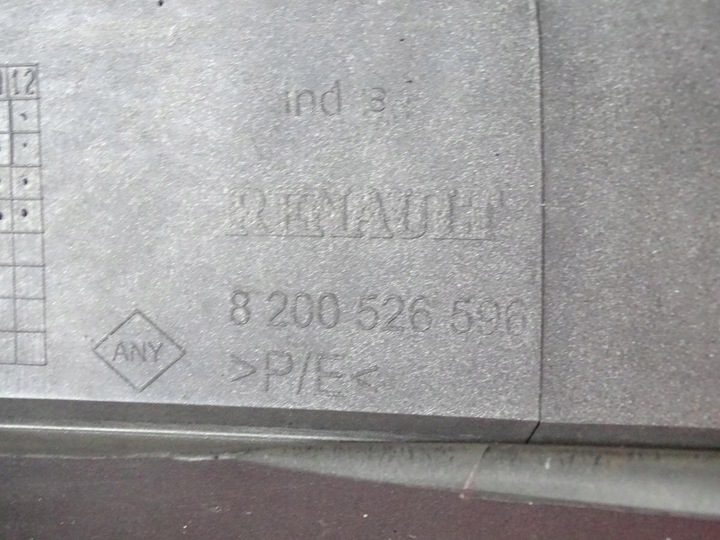 12
ind 3
RENAULT
8 200 526 596
ANY
>P/E<